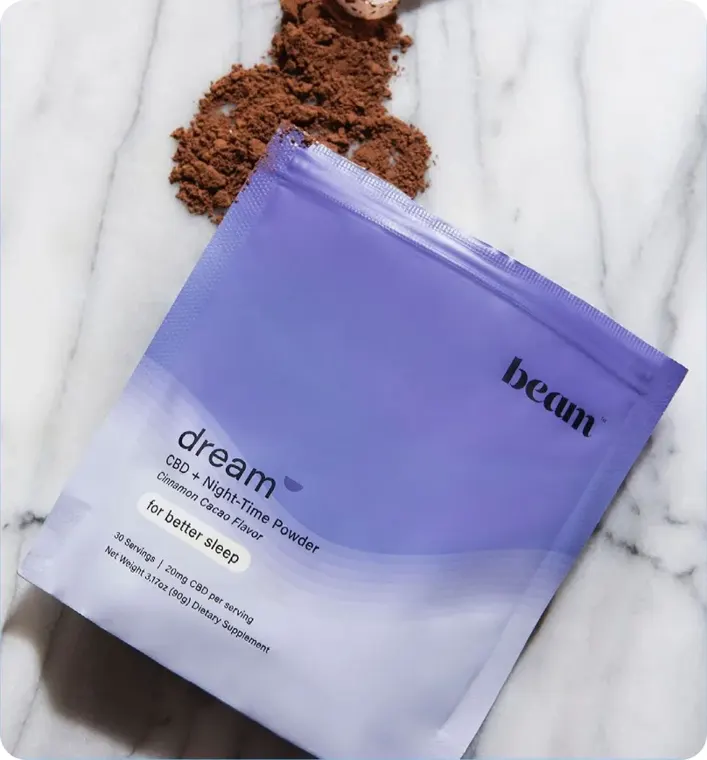 beam™
dream
CBD + Night-Time Powder
Cinnamon Cacao Flavor
for better sleep
30 Servings | 20mg CBD per serving
Net Weight 3.17oz (90g) Dietary Supplement